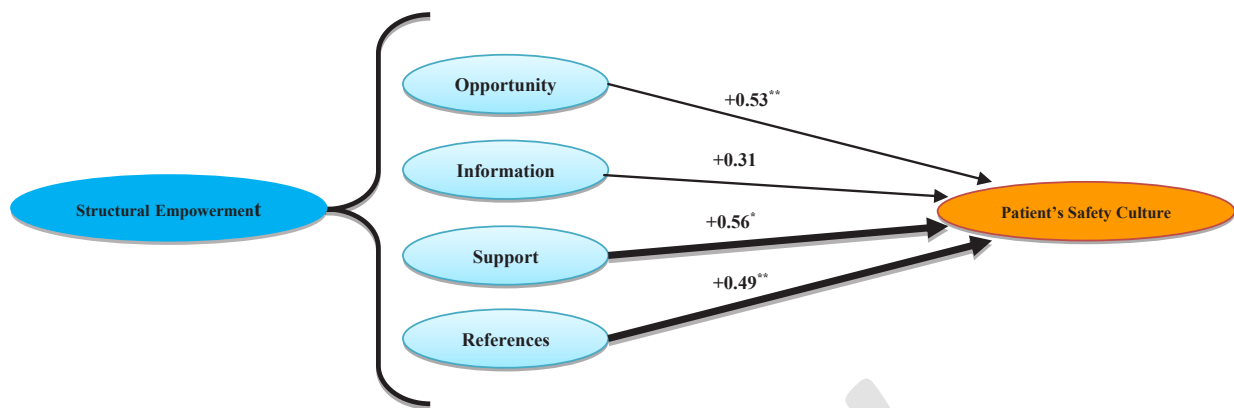 Opportunity
+0.53**
Information
+0.31
Structural Empowerment
Patient's Safety Culture
+0.56*
Support
+0.49**
References